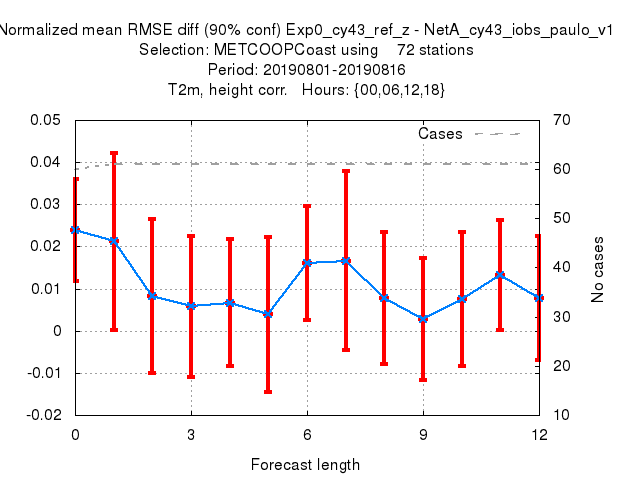 Normalized mean RMSE diff (90% conf) Exp0_cy43_ref_z - NetA_cy43_iobs_paulo_v1
Selection: METCOOPCoast using 72 stations
Period: 20190801-20190816
T2m, height corr. Hours: {00,06,12,18}
Cases
0.05
0.04
0.03
0.02
0.01
0
-0.01
-0.02
70
60
50
40
30
20
10
No cases
0 3 6 9 12
Forecast length